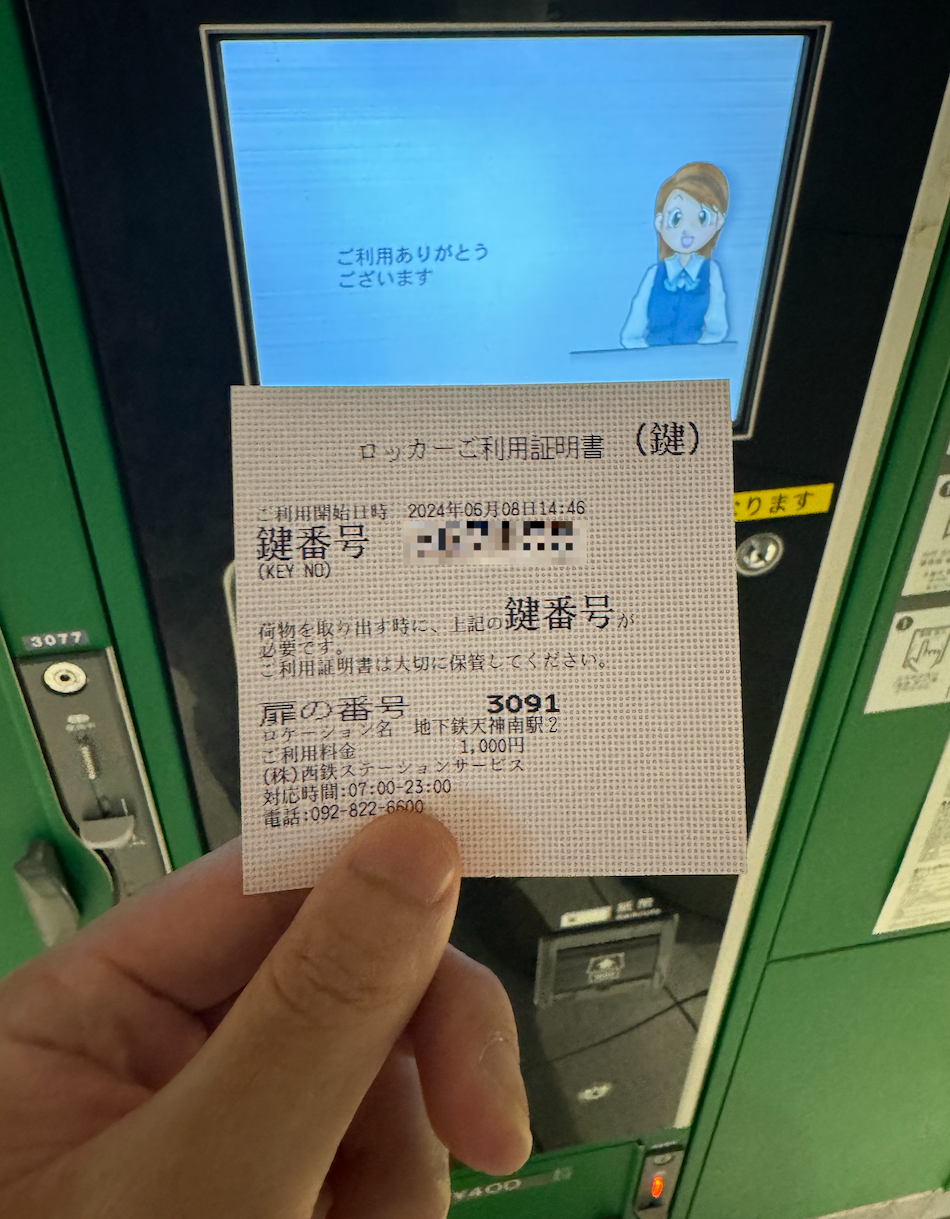 ご利用ありがとう
ございます
ロッカーご利用証明書 (鍵)
ご利用開始日時 2024年06月08日14:46
鍵番号
(KEY NO)
荷物を取り出す時に、上記の鍵番号が
必要です。
ご利用証明書は大切に保管してください。
扉の番号 3091
ロケーション名 地下鉄天神南駅2
ご利用料金 1,000円
(株)西鉄ステーションサービス
対応時間:07:00-23:00
電話:092-822-6600
なります
3077
紙幣
¥400